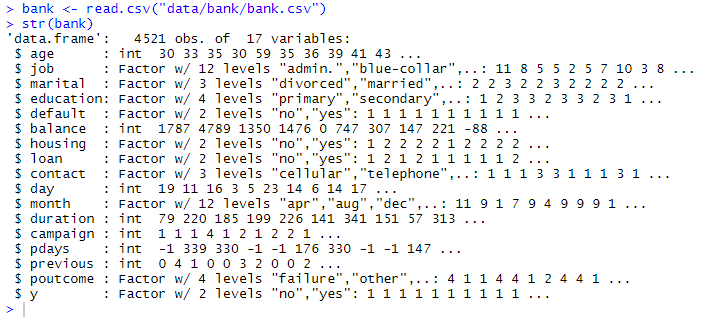 > bank <- read.csv("data/bank/bank.csv")
> str(bank)
'data.frame':   4521 obs. of  17 variables:
 $ age      : int  30 33 35 30 59 35 36 39 41 43 ...
 $ job      : Factor w/ 12 levels "admin.","blue-collar",..: 11 8 5 5 2 5 7 10 3 8 ...
 $ marital  : Factor w/ 3 levels "divorced","married",..: 2 2 3 2 2 3 2 2 2 2 ...
 $ education: Factor w/ 4 levels "primary","secondary",..: 1 2 3 3 2 3 3 2 3 1 ...
 $ default  : Factor w/ 2 levels "no","yes": 1 1 1 1 1 1 1 1 1 1 ...
 $ balance  : int  1787 4789 1350 1476 0 747 307 147 221 -88 ...
 $ housing  : Factor w/ 2 levels "no","yes": 1 2 2 2 2 1 2 2 2 2 ...
 $ loan     : Factor w/ 2 levels "no","yes": 1 2 1 2 1 1 1 1 1 2 ...
 $ contact  : Factor w/ 3 levels "cellular","telephone",..: 1 1 1 3 3 1 1 1 3 1 ...
 $ day      : int  19 11 16 3 5 23 14 6 14 17 ...
 $ month    : Factor w/ 12 levels "apr","aug","dec",..: 11 9 1 7 9 4 9 9 9 1 ...
 $ duration : int  79 220 185 199 226 141 341 151 57 313 ...
 $ campaign : int  1 1 1 4 1 2 1 2 2 1 ...
 $ pdays    : int  -1 339 330 -1 -1 176 330 -1 -1 147 ...
 $ previous : int  0 4 1 0 0 3 2 0 0 2 ...
 $ poutcome : Factor w/ 4 levels "failure","other",..: 4 1 1 4 4 1 2 4 4 1 ...
 $ y        : Factor w/ 2 levels "no","yes": 1 1 1 1 1 1 1 1 1 1 ...
>